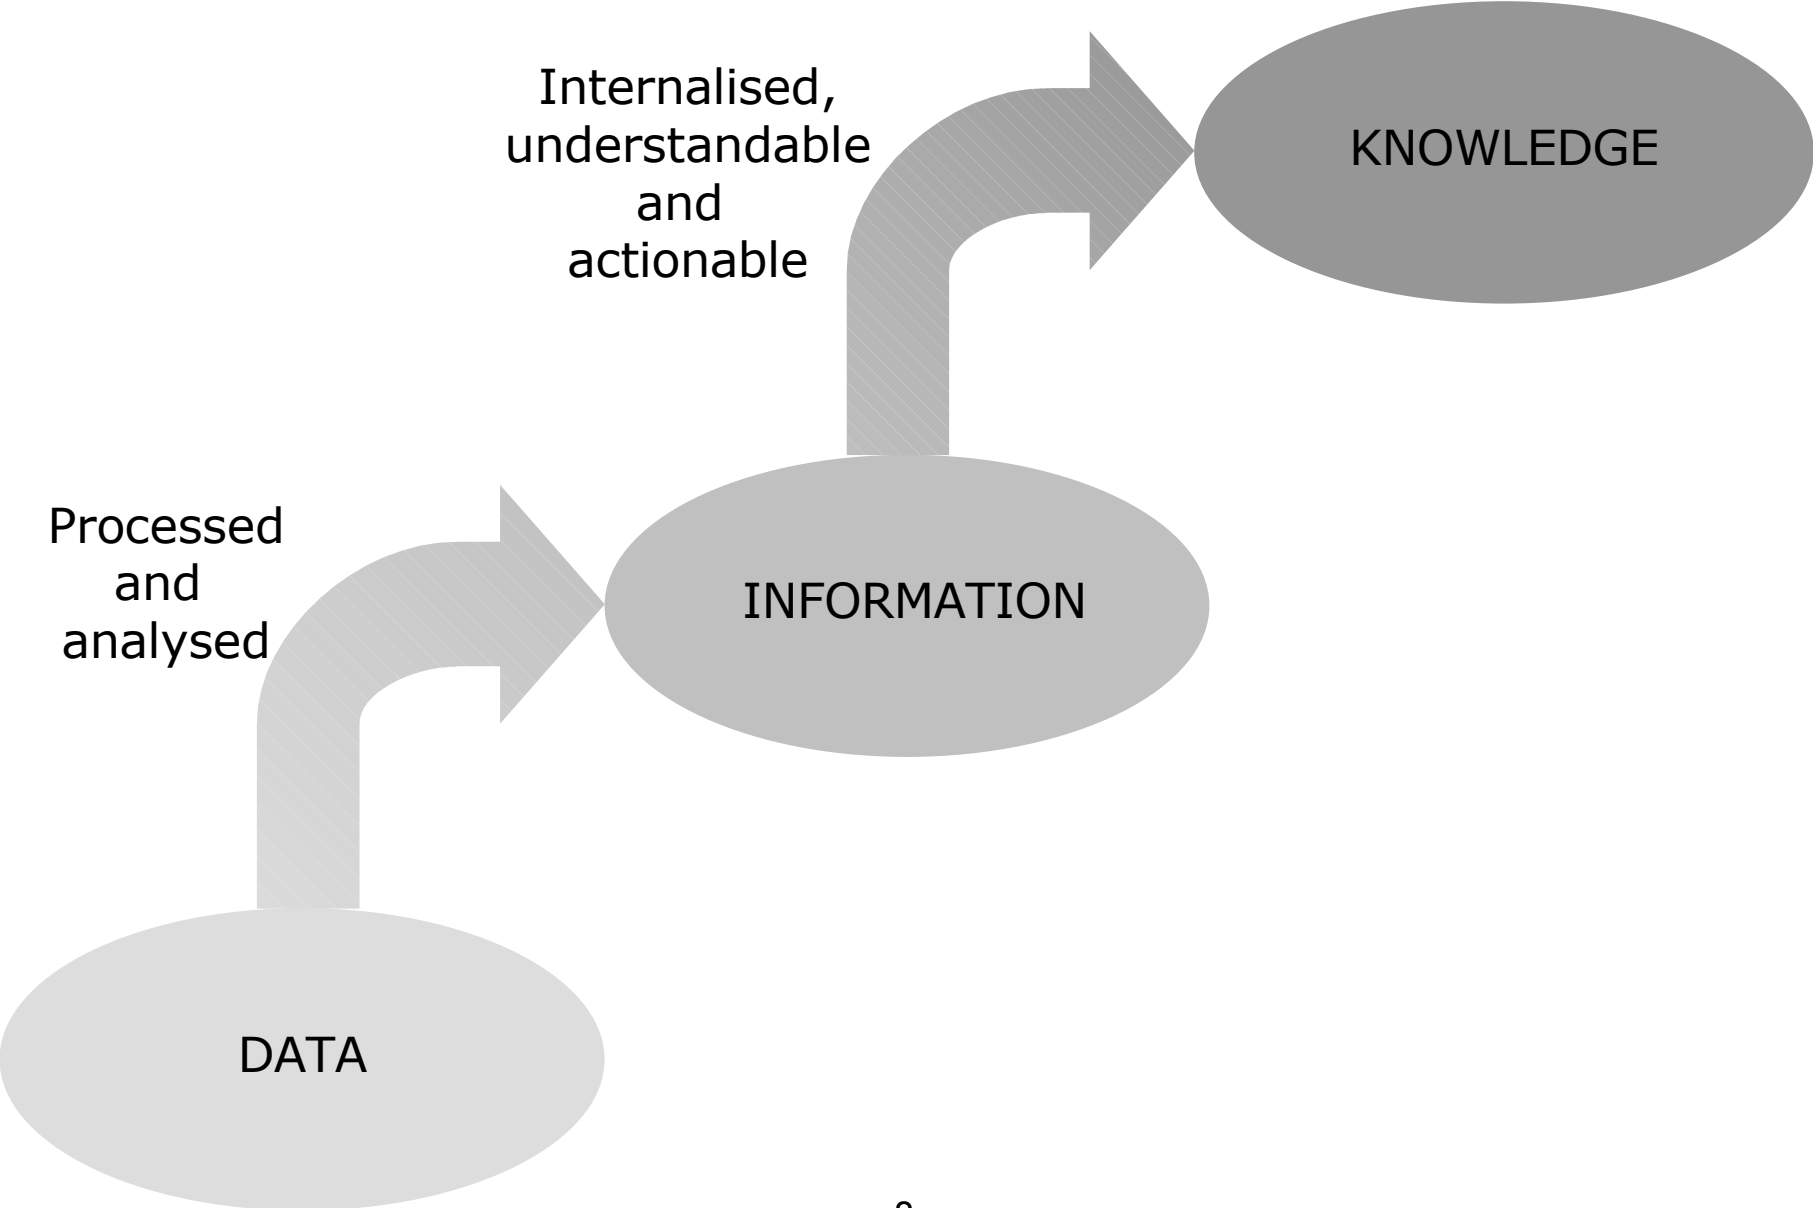 Internalised,
understandable
and
actionable
KNOWLEDGE
Processed
and
analysed
INFORMATION
DATA